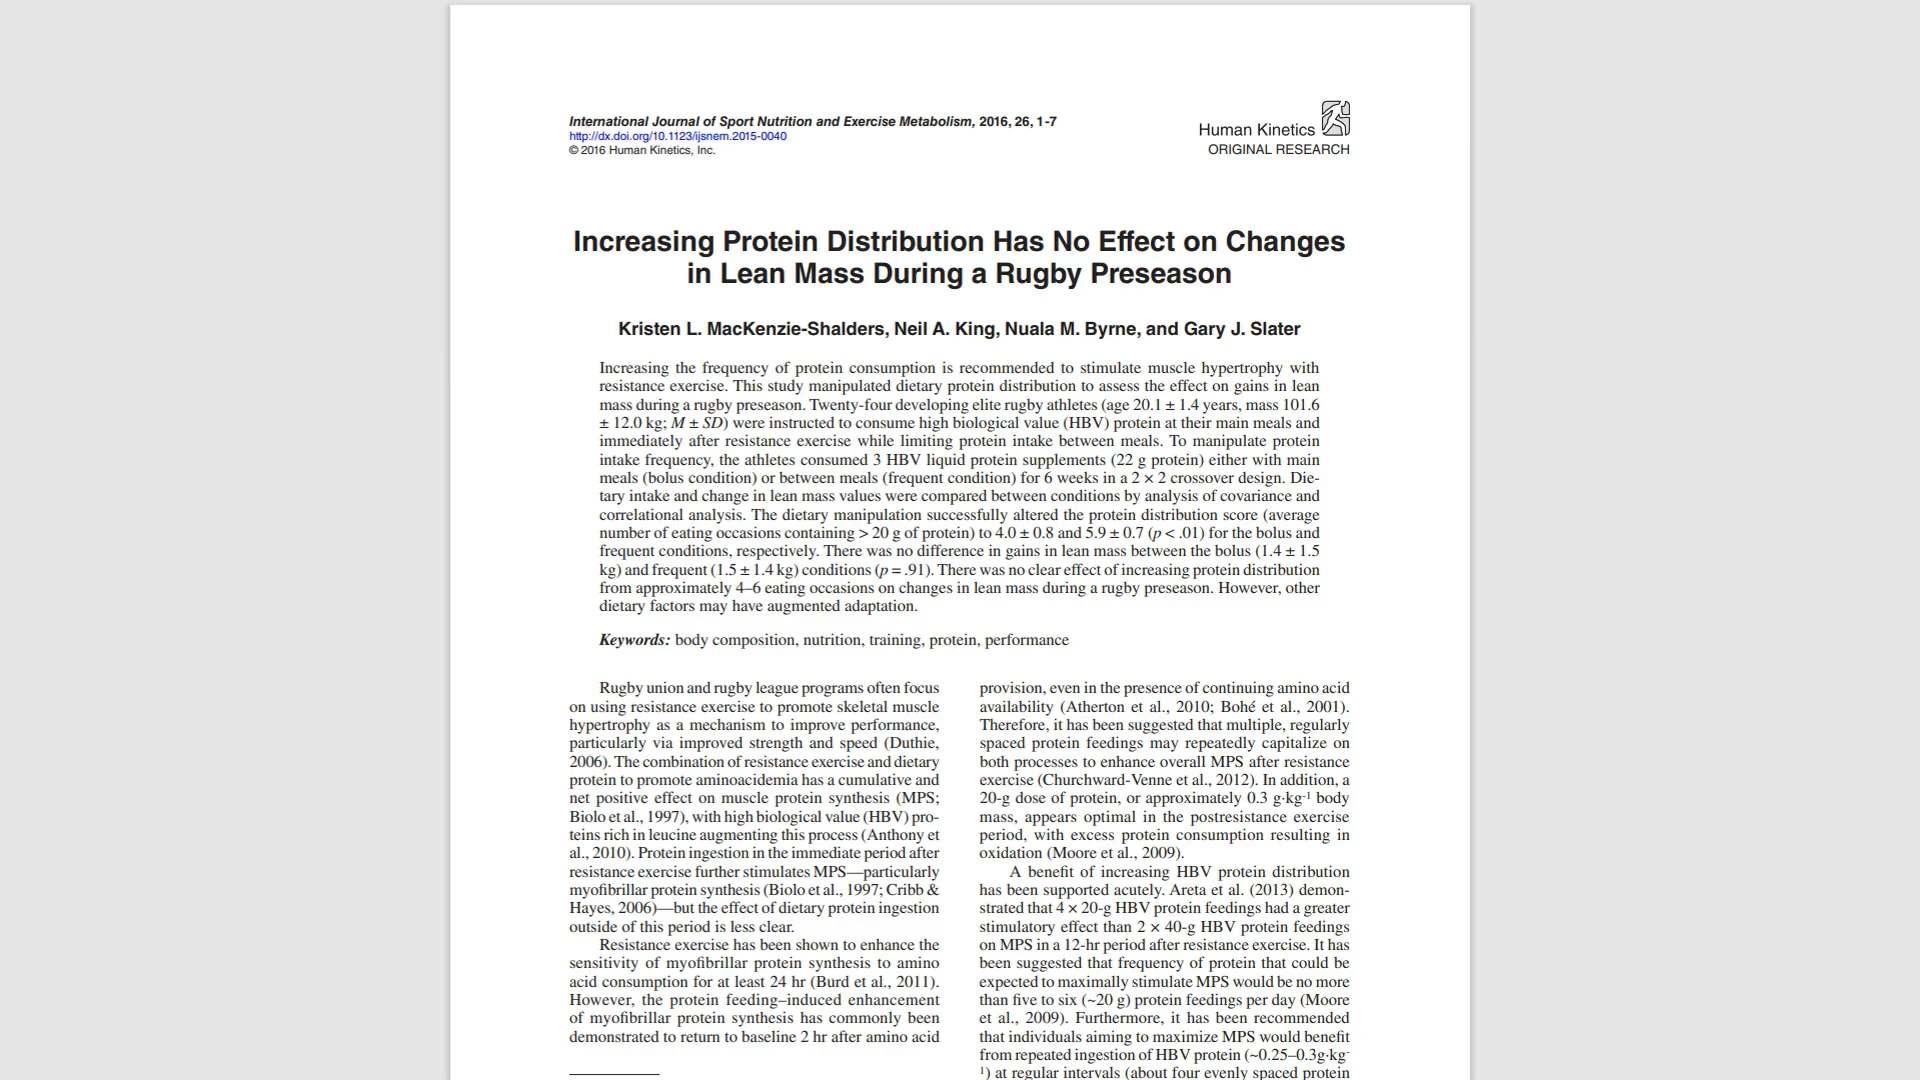 International Journal of Sport Nutrition and Exercise Metabolism, 2016, 26, 1-7
http://dx.doi.org/10.1123/ijsnem.2015-0040
© 2016 Human Kinetics, Inc.
Human Kinetics
ORIGINAL RESEARCH
Increasing Protein Distribution Has No Effect on Changes
in Lean Mass During a Rugby Preseason
Kristen L. MacKenzie-Shalders, Neil A. King, Nuala M. Byrne, and Gary J. Slater
Increasing the frequency of protein consumption is recommended to stimulate muscle hypertrophy with
resistance exercise. This study manipulated dietary protein distribution to assess the effect on gains in lean
mass during a rugby preseason. Twenty-four developing elite rugby athletes (age 20.1 ± 1.4 years, mass 101.6
± 12.0 kg; M ± SD) were instructed to consume high biological value (HBV) protein at their main meals and
immediately after resistance exercise while limiting protein intake between meals. To manipulate protein
intake frequency, the athletes consumed 3 HBV liquid protein supplements (22 g protein) either with main
meals (bolus condition) or between meals (frequent condition) for 6 weeks in a 2 × 2 crossover design. Die-
tary intake and change in lean mass values were compared between conditions by analysis of covariance and
correlational analysis. The dietary manipulation successfully altered the protein distribution score (average
number of eating occasions containing > 20 g of protein) to 4.0 ± 0.8 and 5.9 ± 0.7 (p < .01) for the bolus and
frequent conditions, respectively. There was no difference in gains in lean mass between the bolus (1.4 ± 1.5
kg) and frequent (1.5 ± 1.4 kg) conditions (p = .91). There was no clear effect of increasing protein distribution
from approximately 4–6 eating occasions on changes in lean mass during a rugby preseason. However, other
dietary factors may have augmented adaptation.
Keywords: body composition, nutrition, training, protein, performance
Rugby union and rugby league programs often focus
on using resistance exercise to promote skeletal muscle
hypertrophy as a mechanism to improve performance,
particularly via improved strength and speed (Duthie,
2006). The combination of resistance exercise and dietary
protein to promote aminoacidemia has a cumulative and
net positive effect on muscle protein synthesis (MPS;
Biolo et al., 1997), with high biological value (HBV) pro-
teins rich in leucine augmenting this process (Anthony et
al., 2010). Protein ingestion in the immediate period after
resistance exercise further stimulates MPS—particularly
myofibrillar protein synthesis (Biolo et al., 1997; Cribb &
Hayes, 2006)—but the effect of dietary protein ingestion
outside of this period is less clear.
Resistance exercise has been shown to enhance the
sensitivity of myofibrillar protein synthesis to amino
acid consumption for at least 24 hr (Burd et al., 2011).
However, the protein feeding–induced enhancement
of myofibrillar protein synthesis has commonly been
demonstrated to return to baseline 2 hr after amino acid
provision, even in the presence of continuing amino acid
availability (Atherton et al., 2010; Bohé et al., 2001).
Therefore, it has been suggested that multiple, regularly
spaced protein feedings may repeatedly capitalize on
both processes to enhance overall MPS after resistance
exercise (Churchward-Venne et al., 2012). In addition, a
20-g dose of protein, or approximately 0.3 g·kg-1 body
mass, appears optimal in the postresistance exercise
period, with excess protein consumption resulting in
oxidation (Moore et al., 2009).
A benefit of increasing HBV protein distribution
has been supported acutely. Areta et al. (2013) demon-
strated that 4 × 20-g HBV protein feedings had a greater
stimulatory effect than 2 × 40-g HBV protein feedings
on MPS in a 12-hr period after resistance exercise. It has
been suggested that frequency of protein that could be
expected to maximally stimulate MPS would be no more
than five to six (~20 g) protein feedings per day (Moore
et al., 2009). Furthermore, it has been recommended
that individuals aiming to maximize MPS would benefit
from repeated ingestion of HBV protein (~0.25–0.3g·kg-
1) at regular intervals (about four evenly spaced protein